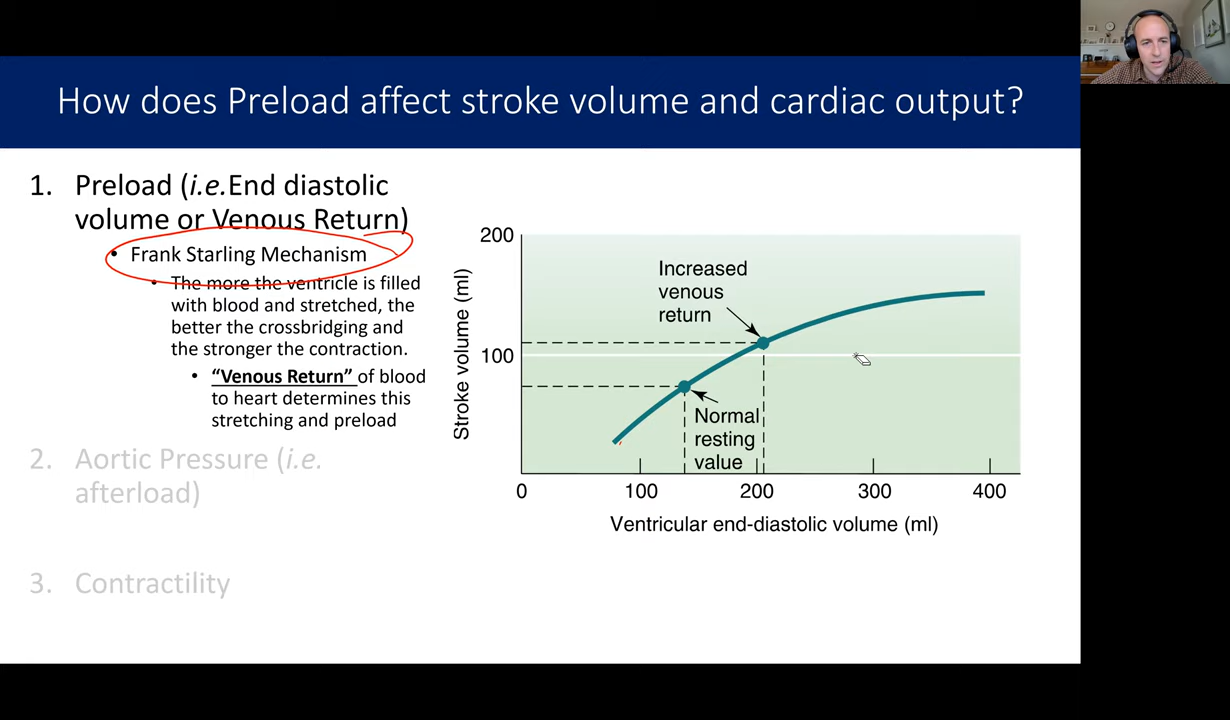 How does Preload affect stroke volume and cardiac output?
1. Preload (i.e.End diastolic
volume or Venous Return)
• Frank Starling Mechanism
• The more the ventricle is filled
with blood and stretched, the
better the crossbridging and
the stronger the contraction.
• “Venous Return” of blood
to heart determines this
stretching and preload
2. Aortic Pressure (i.e.
afterload)
3. Contractility
Stroke volume (ml)
200
100
Increased
venous
return
Normal
resting
value
0 100 200 300 400
Ventricular end-diastolic volume (ml)